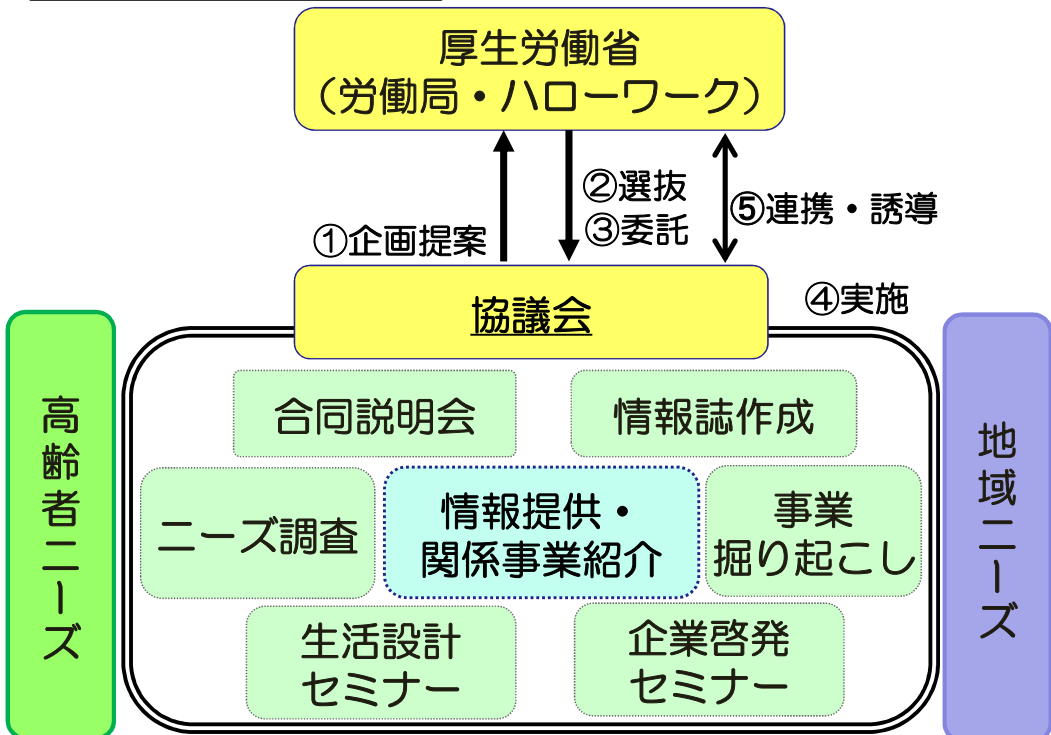 厚生労働省
（労働局・ハローワーク）
①企画提案
②選抜
③委託
⑤連携・誘導
協議会
④実施
高齢者ニーズ
合同説明会
情報誌作成
ニーズ調査
情報提供・
関係事業紹介
事業
掘り起こし
生活設計
セミナー
企業啓発
セミナー
地域ニーズ